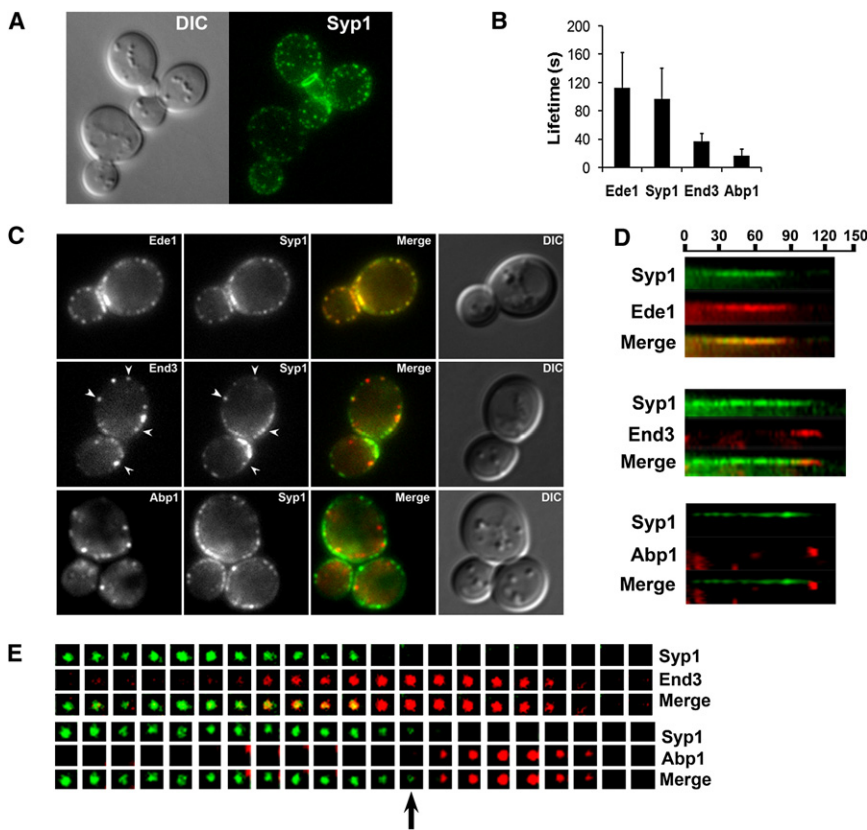 A
DIC
Syp1
B
Lifetime (s)
200
160
120
80
40
0
Ede1 Syp1 End3 Abp1
C
Ede1
Syp1
Merge
DIC
End3
Syp1
Merge
DIC
Abp1
Syp1
Merge
DIC
D
0 30 60 90 120 150
Syp1
Ede1
Merge
Syp1
End3
Merge
Syp1
Abp1
Merge
E
Syp1
End3
Merge
Syp1
Abp1
Merge